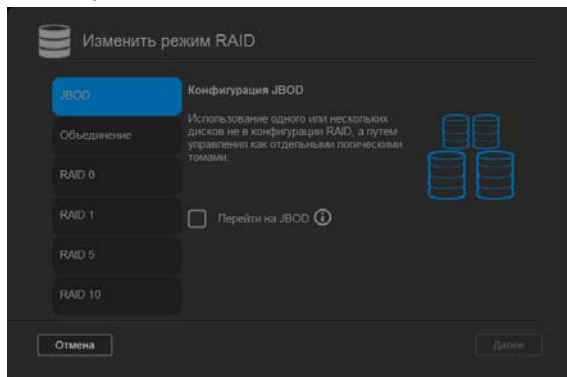 Изменить режим RAID
JBOD
Конфигурация JBOD
Использование одного или нескольких
дисков не в конфигурации RAID, а путем
управления как отдельными логическими
томами.
Объединение
RAID 0
RAID 1
Перейти на JBOD
RAID 5
RAID 10
Отмена
Далее